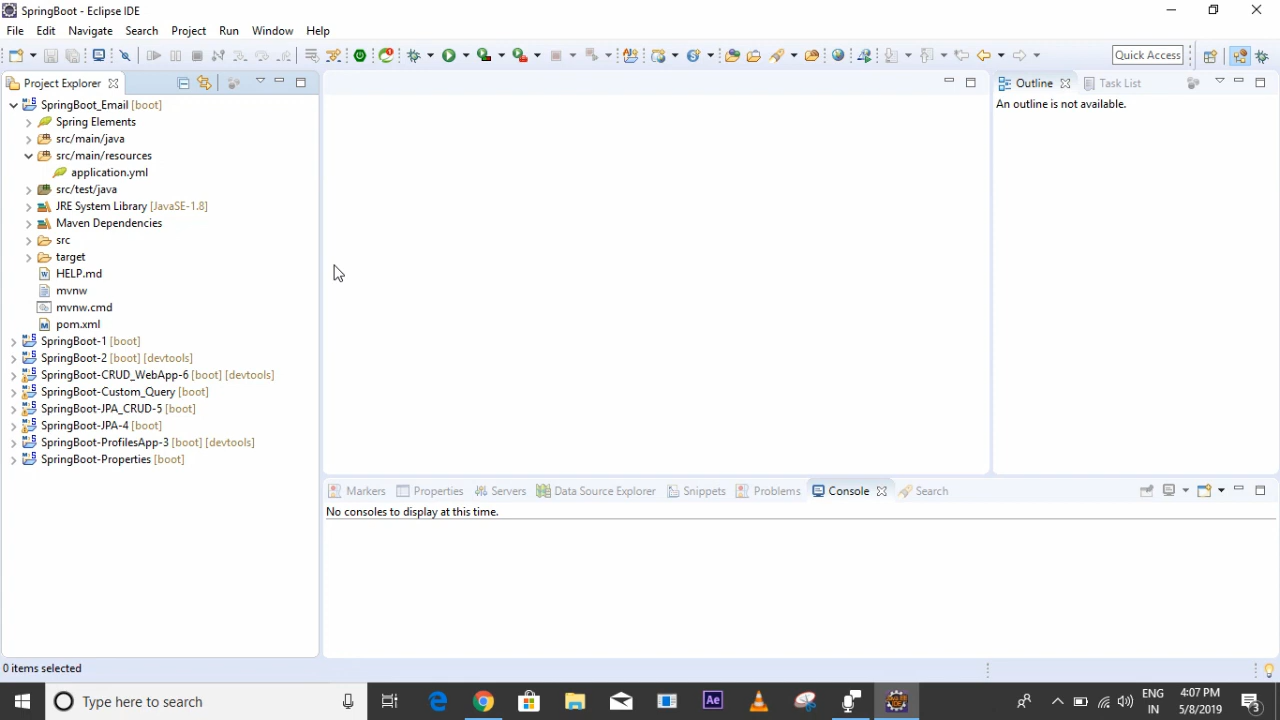 SpringBoot - Eclipse IDE
File Edit Navigate Search Project Run Window Help
Quick Access
Project Explorer
SpringBoot_Email [boot]
Spring Elements
src/main/java
src/main/resources
application.yml
src/test/java
JRE System Library [JavaSE-1.8]
Maven Dependencies
src
target
HELP.md
mvnw
mvnw.cmd
pom.xml
SpringBoot-1 [boot]
SpringBoot-2 [boot] [devtools]
SpringBoot-CRUD_WebApp-6 [boot] [devtools]
SpringBoot-Custom_Query [boot]
SpringBoot-JPA_CRUD-5 [boot]
SpringBoot-JPA-4 [boot]
SpringBoot-ProfilesApp-3 [boot] [devtools]
SpringBoot-Properties [boot]
Outline Task List
An outline is not available.
Markers Properties Servers Data Source Explorer Snippets Problems Console Search
No consoles to display at this time.
0 items selected
Type here to search
Ae
ENG
IN
4:07 PM
5/8/2019
3